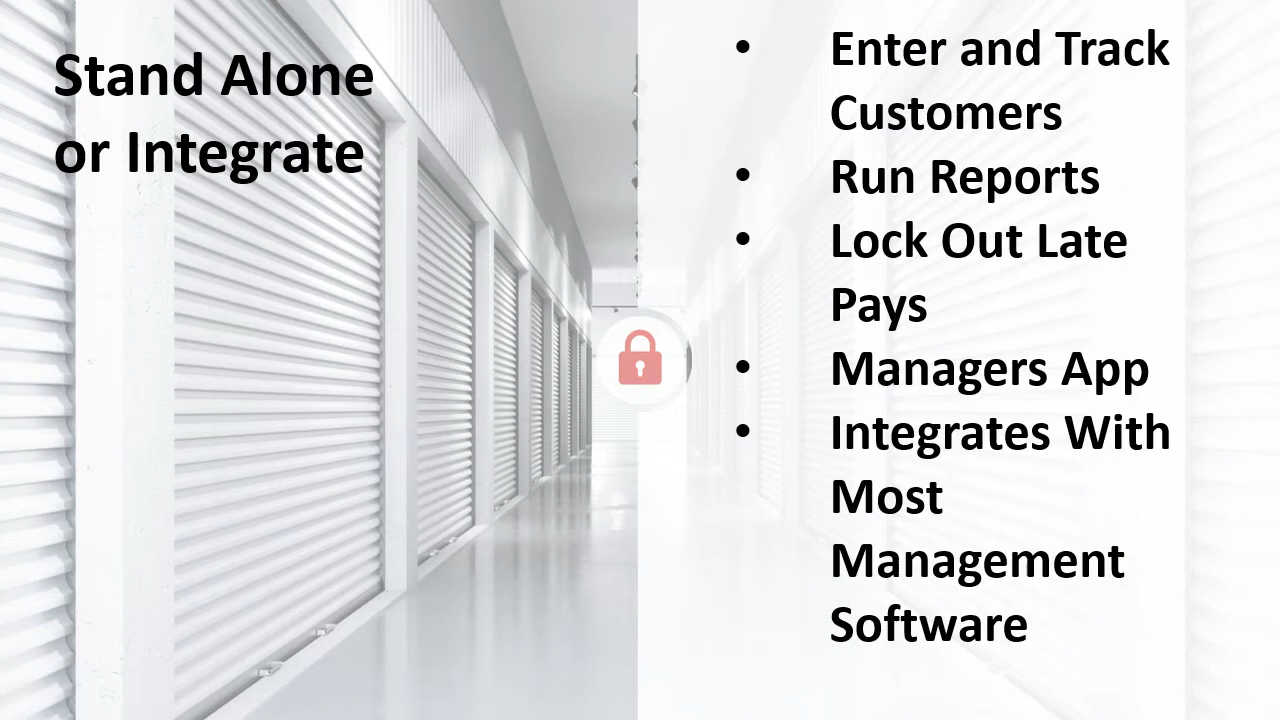 Stand Alone
or Integrate
• Enter and Track
Customers
• Run Reports
• Lock Out Late
Pays
• Managers App
• Integrates With
Most
Management
Software